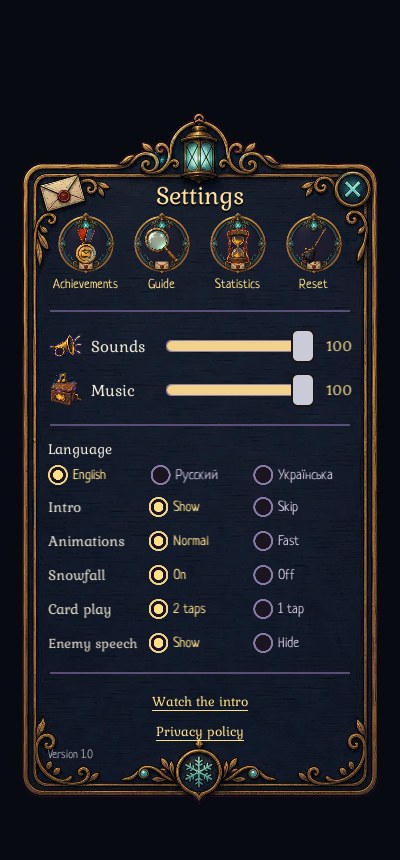 Settings
Achievements Guide Statistics Reset
Sounds 100
Music 100
Language
English Русский Українська
Intro Show Skip
Animations Normal Fast
Snowfall On Off
Card play 2 taps 1 tap
Enemy speech Show Hide
Watch the intro
Privacy policy
Version 1.0